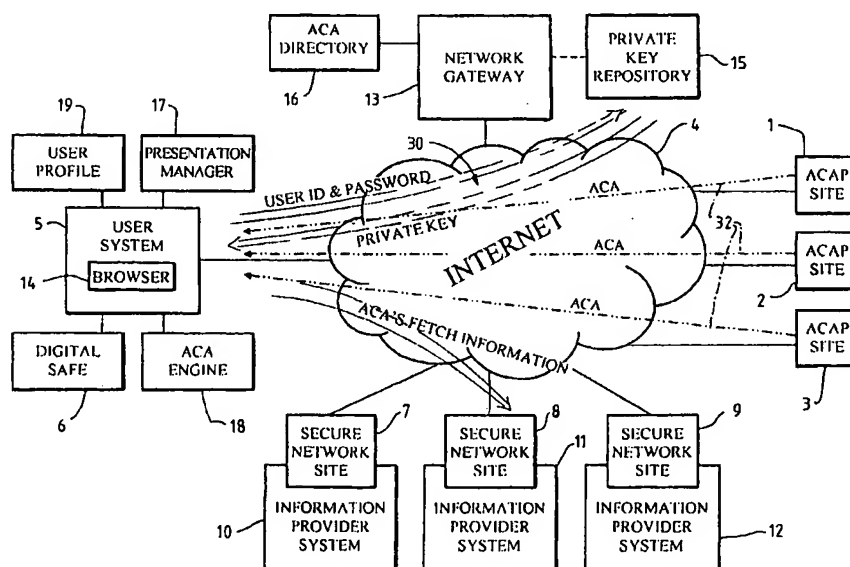 ACA
DIRECTORY
16
NETWORK
GATEWAY
13
PRIVATE
KEY
REPOSITORY
15
19
USER
PROFILE
17
PRESENTATION
MANAGER
5
USER
SYSTEM
14
BROWSER
DIGITAL
SAFE
6
ACA
ENGINE
18
30
4
USER ID & PASSWORD
PRIVATE KEY
INTERNET
ACA
ACA
ACA
ACA'S FETCH INFORMATION
32
1
ACAP
SITE
ACAP
SITE
2
ACAP
SITE
3
7
SECURE
NETWORK
SITE
10
INFORMATION
PROVIDER
SYSTEM
8
SECURE
NETWORK
SITE
11
INFORMATION
PROVIDER
SYSTEM
9
SECURE
NETWORK
SITE
INFORMATION
PROVIDER
SYSTEM
12